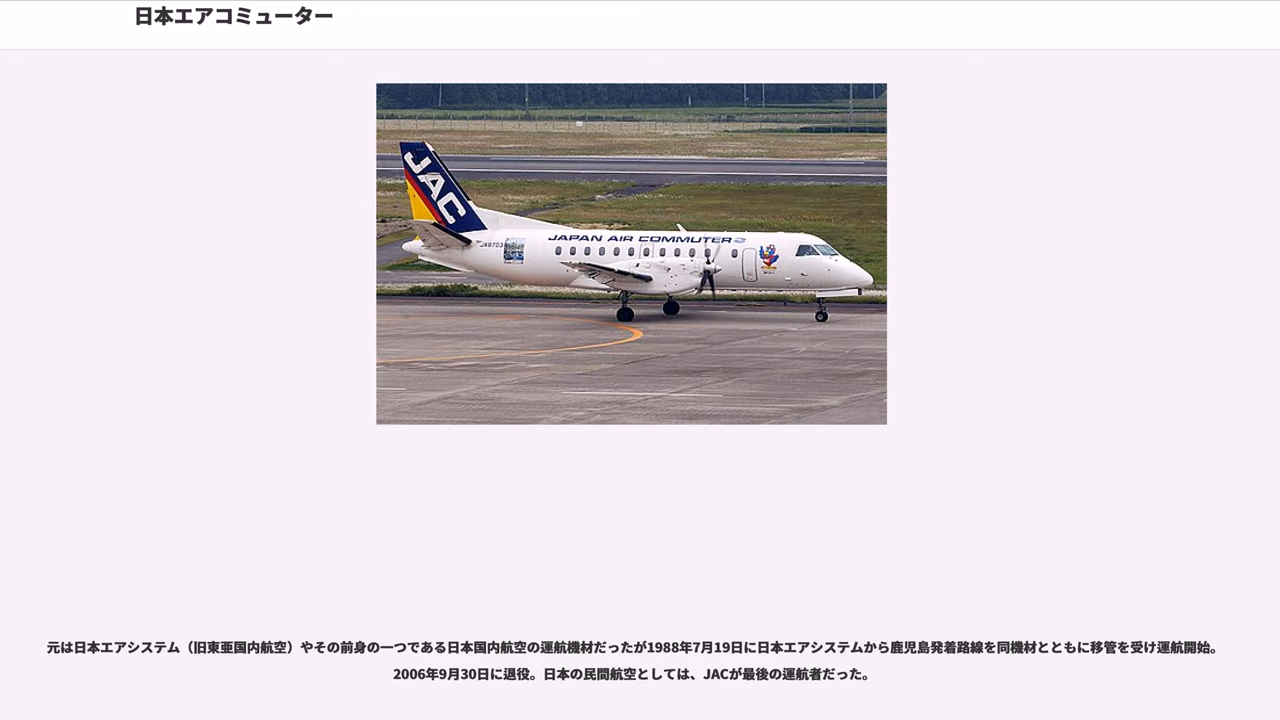 日本エアコミューター
JAC
JA8703
JAPAN AIR COMMUTER
元は日本エアシステム（旧東亜国内航空）やその前身の一つである日本国内航空の運航機材だったが1988年7月19日に日本エアシステムから鹿児島発着路線を同機材とともに移管を受け運航開始。
2006年9月30日に退役。日本の民間航空としては、JACが最後の運航者だった。